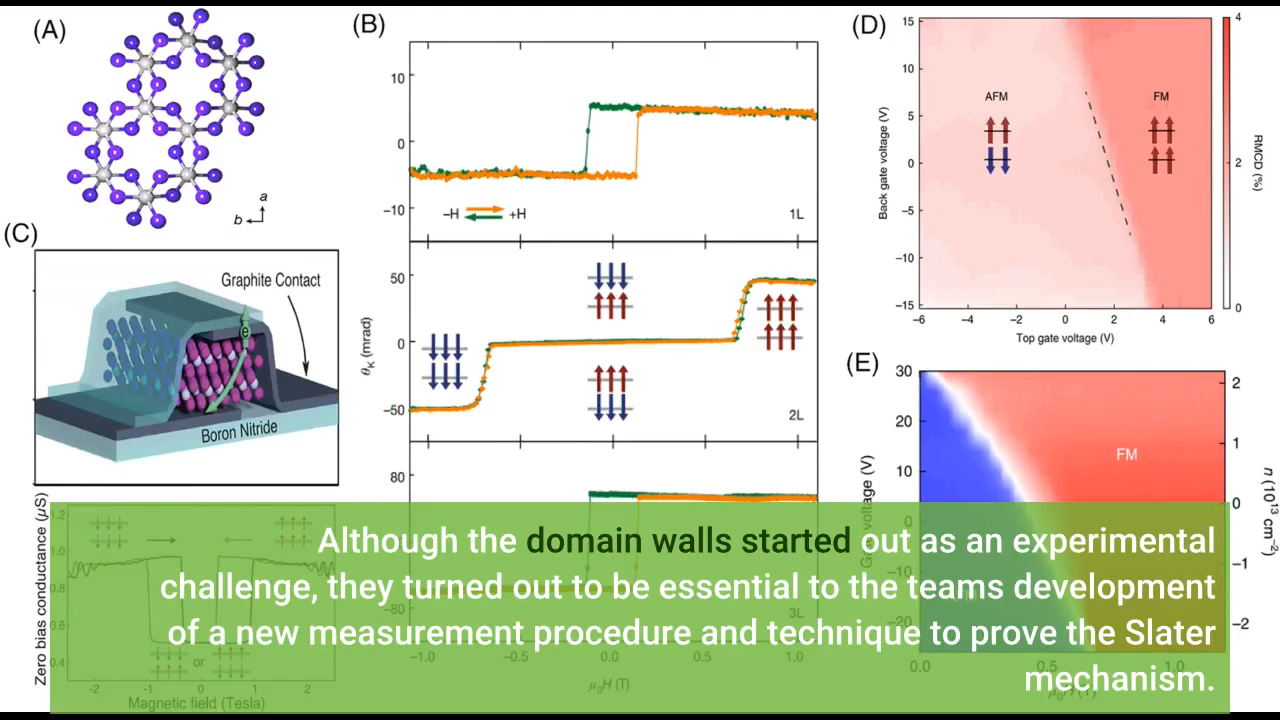 (A)
a
b
(B)
10
0
−10
−H
+H
1L
50
0
−50
θK (mrad)
2L
80
−80
3L
−1.0
−0.5
0.0
0.5
1.0
μ0H (T)
(C)
Graphite Contact
e
Boron Nitride
Zero bias conductance (μS)
1.2
1.0
0.8
0.6
0.4
or
−2
−1
0
1
2
Magnetic field (Tesla)
(D)
15
10
5
0
−5
−10
−15
Back gate voltage (V)
AFM
FM
−6
−4
−2
0
2
4
6
Top gate voltage (V)
4
2
0
RMCD (%)
(E)
30
20
10
0
−10
−20
Gate voltage (V)
FM
0.0
0.5
1.0
μ0H (T)
2
1
0
−1
−2
n (10¹³ cm⁻²)
Although the domain walls started out as an experimental
challenge, they turned out to be essential to the teams development
of a new measurement procedure and technique to prove the Slater
mechanism.